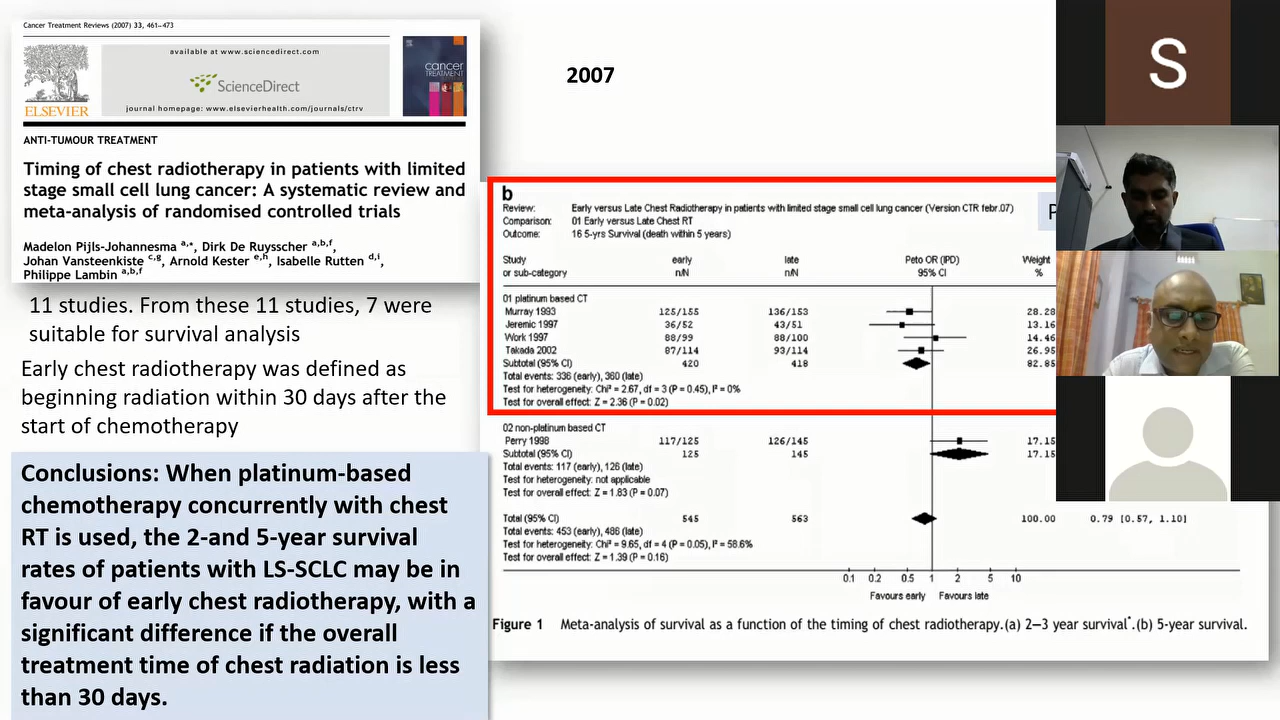 Cancer Treatment Reviews (2007) 33, 461–473
available at www.sciencedirect.com
ScienceDirect
journal homepage: www.elsevierhealth.com/journals/ctrv
ELSEVIER
cancer
TREATMENT
ANTI-TUMOUR TREATMENT
Timing of chest radiotherapy in patients with limited
stage small cell lung cancer: A systematic review and
meta-analysis of randomised controlled trials
Madelon Pijls-Johannesma a,*, Dirk De Ruysscher a,b,f,
Johan Vansteenkiste c,g, Arnold Kester e,h, Isabelle Rutten d,i,
Philippe Lambin a,b,f
11 studies. From these 11 studies, 7 were
suitable for survival analysis
Early chest radiotherapy was defined as
beginning radiation within 30 days after the
start of chemotherapy
Conclusions: When platinum-based
chemotherapy concurrently with chest
RT is used, the 2-and 5-year survival
rates of patients with LS-SCLC may be in
favour of early chest radiotherapy, with a
significant difference if the overall
treatment time of chest radiation is less
than 30 days.
2007
b
Review: Early versus Late Chest Radiotherapy in patients with limited stage small cell lung cancer (Version CTR febr.07)
Comparison: 01 Early versus Late Chest RT
Outcome: 16 5-yrs Survival (death within 5 years)
Study early late Peto OR (IPD) Weight
or sub-category n/N n/N 95% CI %
01 platinum based CT
Murray 1993 125/155 136/153 28.28
Jeremic 1997 36/52 43/51 13.16
Work 1997 88/99 88/100 14.46
Takada 2002 87/114 93/114 26.95
Subtotal (95% CI) 420 418 82.85
Total events: 336 (early), 360 (late)
Test for heterogeneity: Chi² = 2.67, df = 3 (P = 0.45), I² = 0%
Test for overall effect: Z = 2.36 (P = 0.02)
02 non-platinum based CT
Perry 1998 117/125 126/145 17.15
Subtotal (95% CI) 125 145 17.15
Total events: 117 (early), 126 (late)
Test for heterogeneity: not applicable
Test for overall effect: Z = 1.83 (P = 0.07)
Total (95% CI) 545 563 100.00 0.79 [0.57, 1.10]
Total events: 453 (early), 486 (late)
Test for heterogeneity: Chi² = 9.65, df = 4 (P = 0.05), I² = 58.6%
Test for overall effect: Z = 1.39 (P = 0.16)
0.1 0.2 0.5 1 2 5 10
Favours early Favours late
Figure 1 Meta-analysis of survival as a function of the timing of chest radiotherapy.(a) 2–3 year survival*.(b) 5-year survival.
S